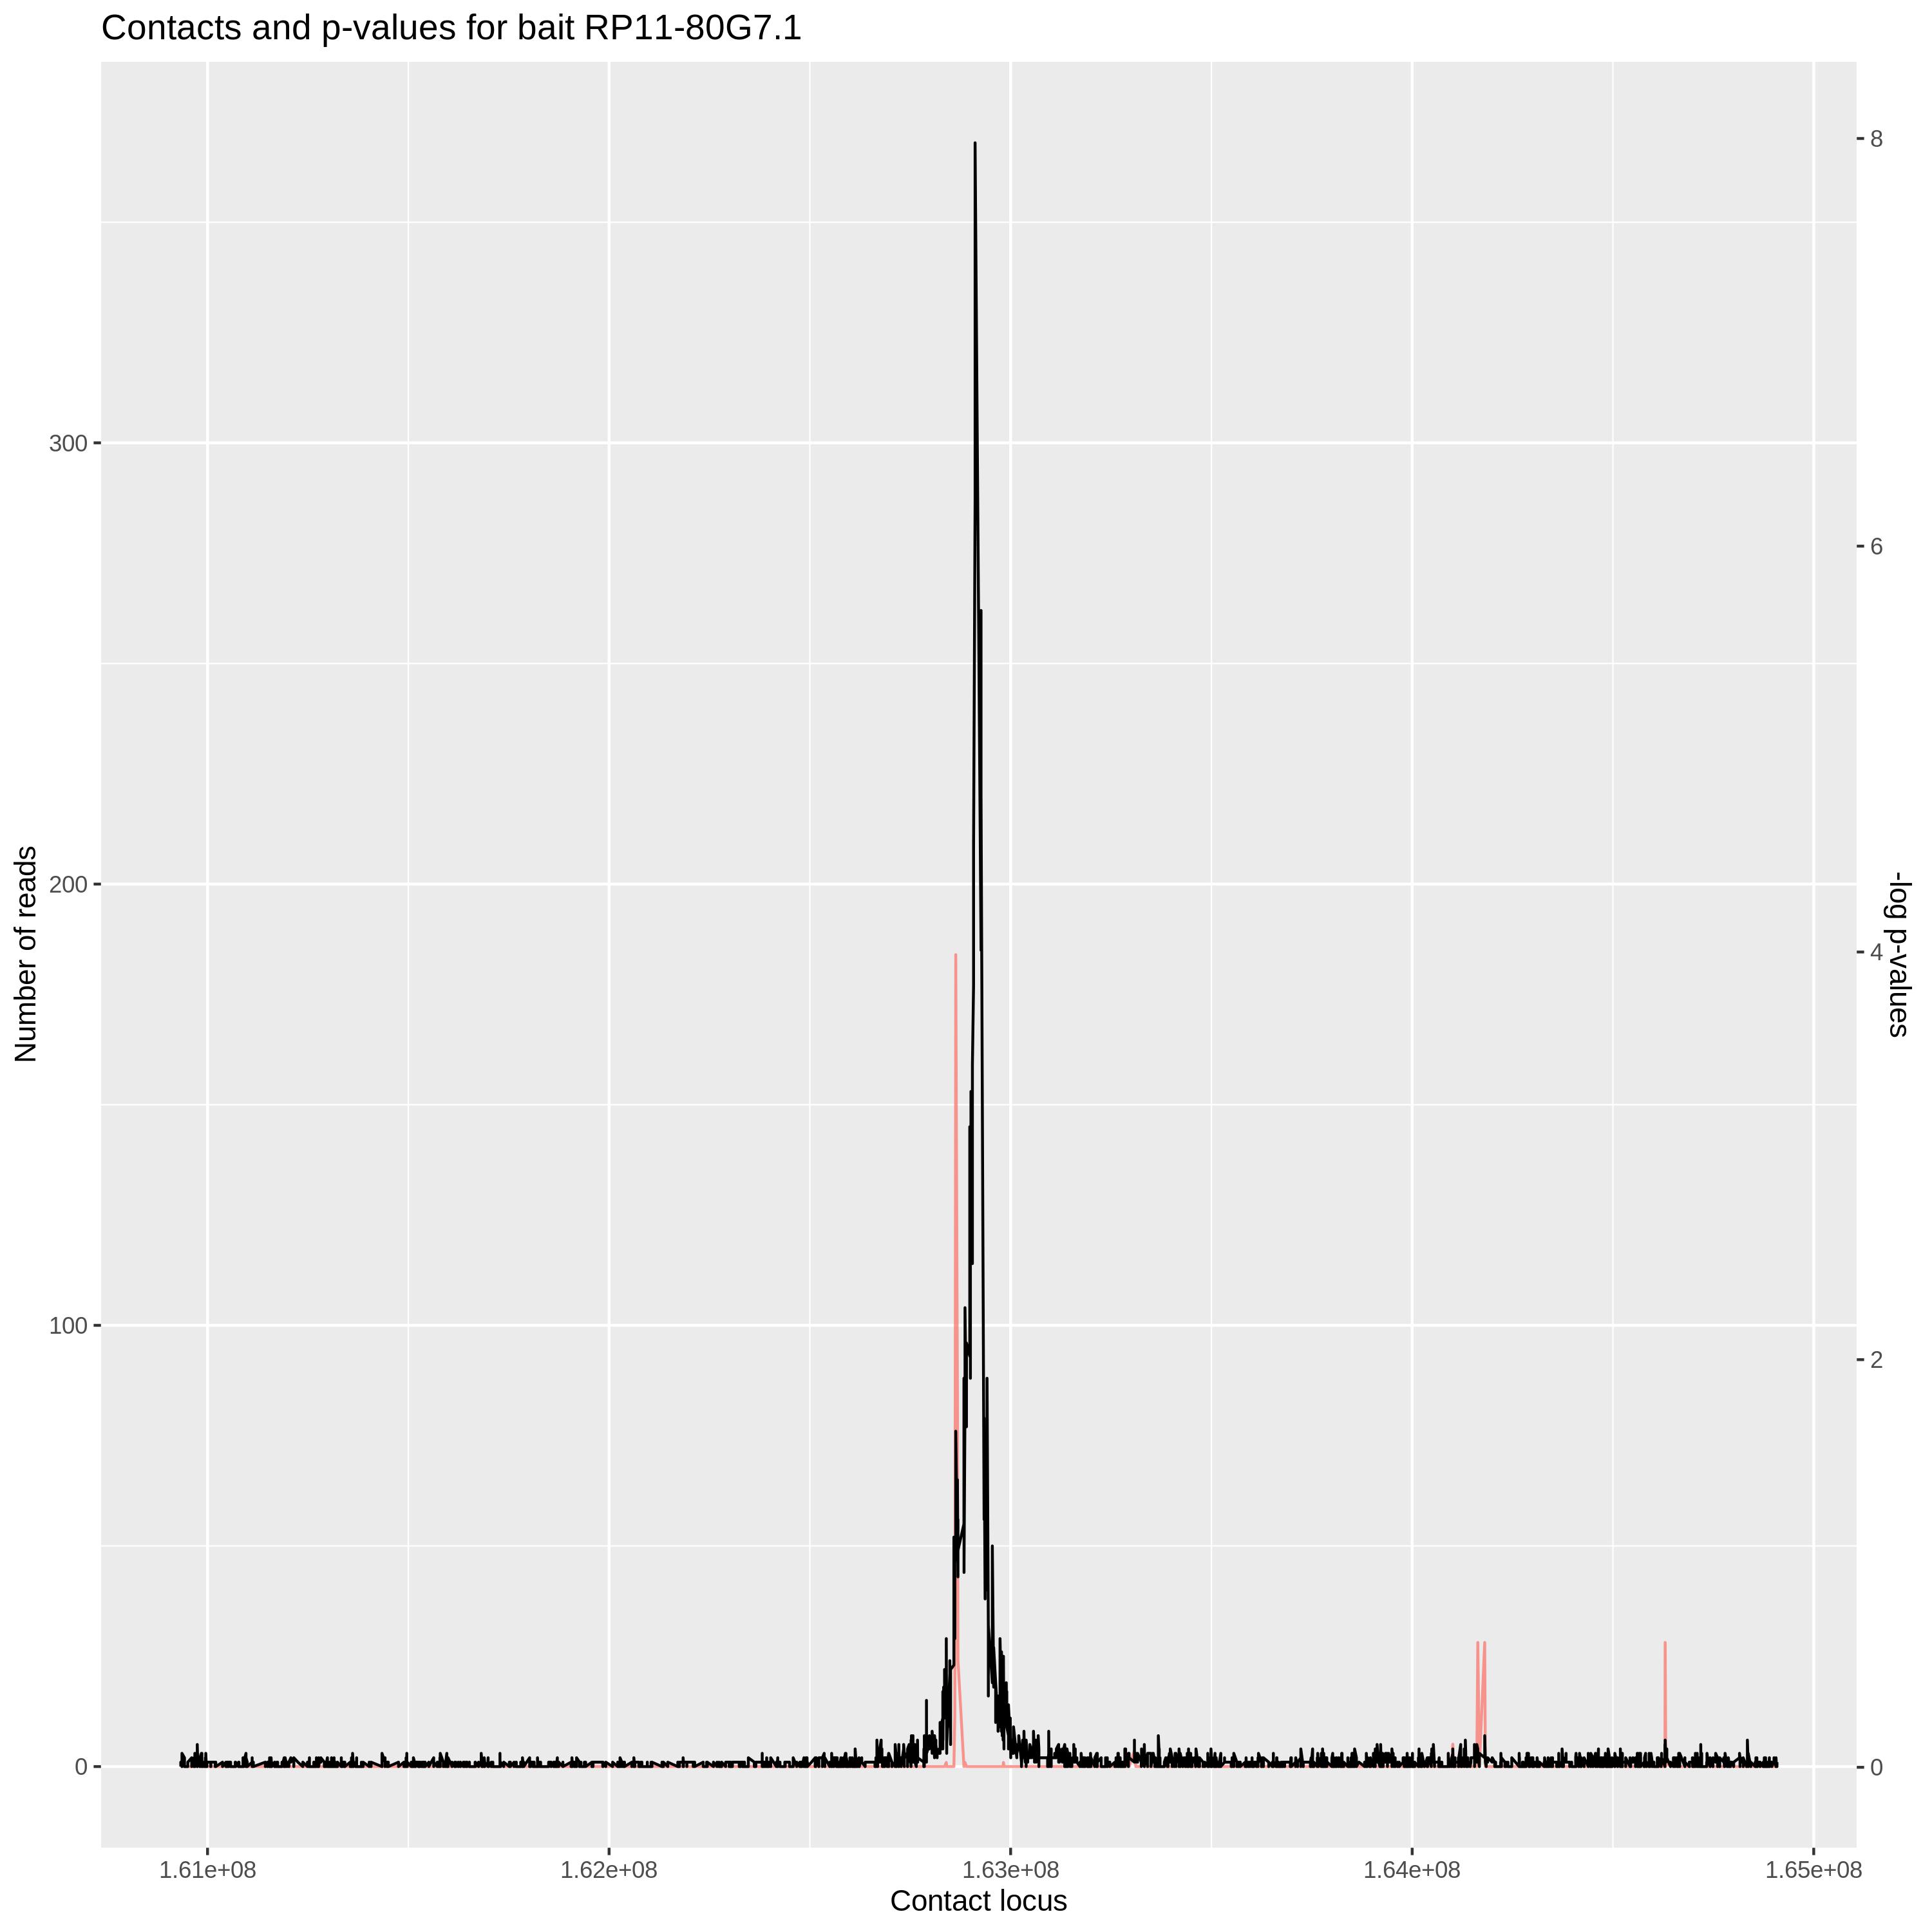 Contacts and p-values for bait RP11-80G7.1
Number of reads
300
200
100
0
8
6
4
2
0
-log p-values
1.61e+08
1.62e+08
1.63e+08
1.64e+08
1.65e+08
Contact locus